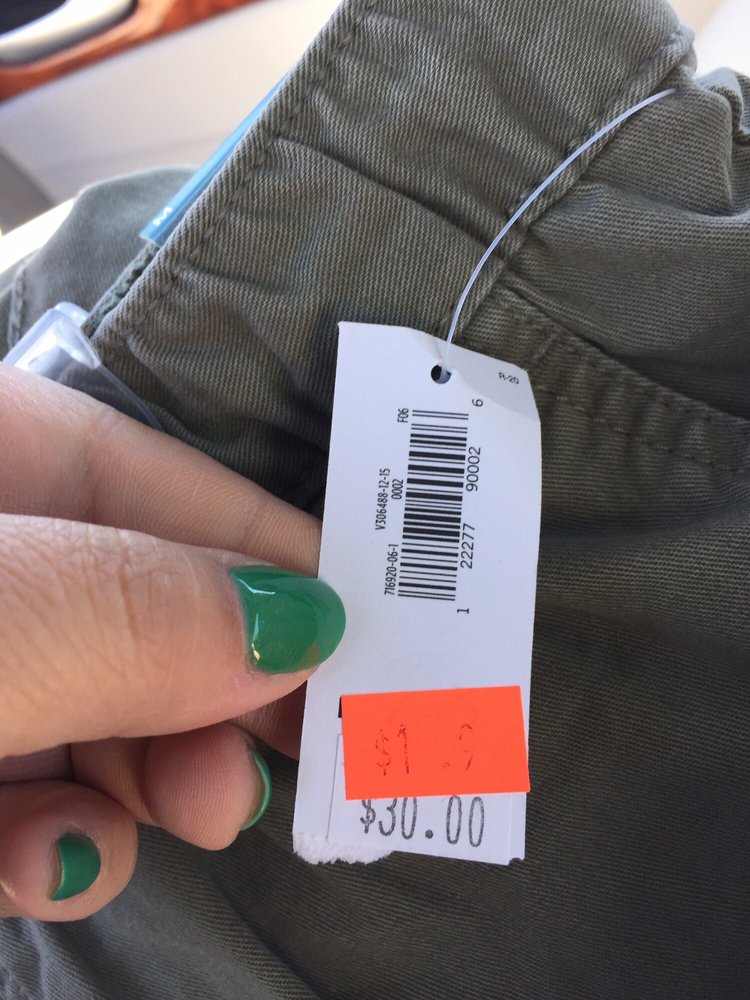 M
R-20
F06
V306488-12-15
0002
716920-06-1
1 22277 90002 6
$30.00